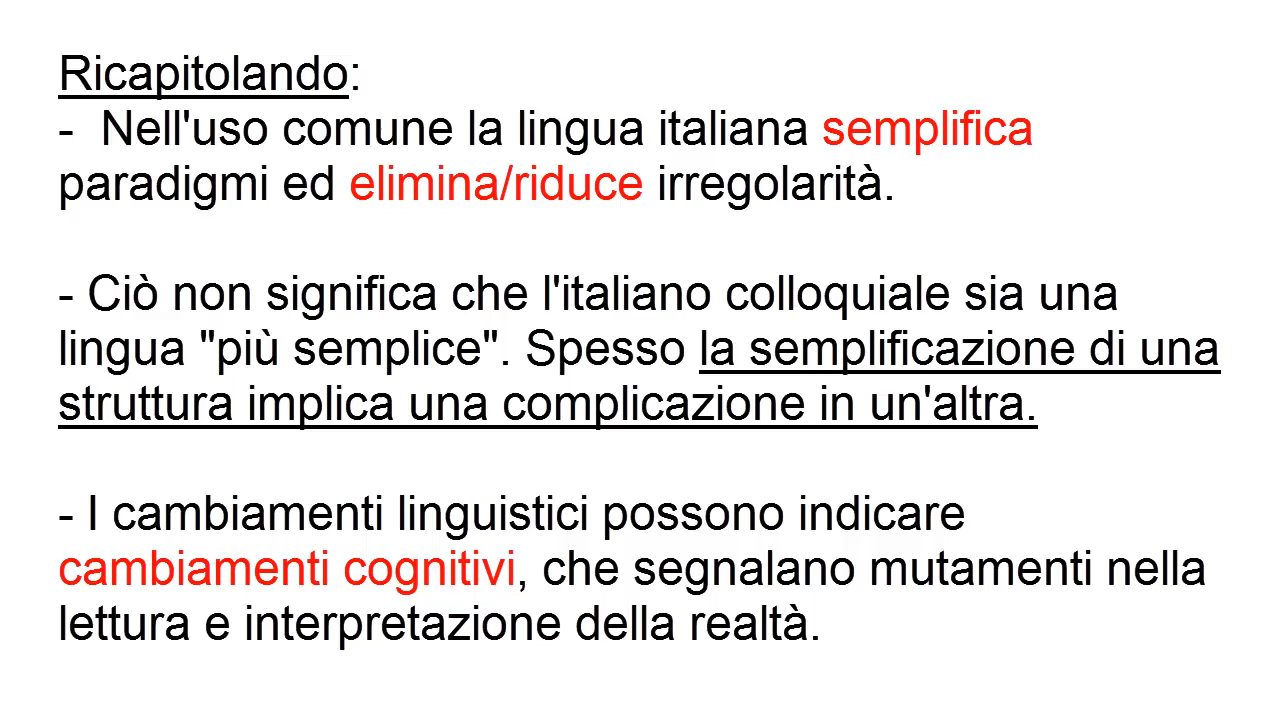 Ricapitolando:
-  Nell'uso comune la lingua italiana semplifica
paradigmi ed elimina/riduce irregolarità.
- Ciò non significa che l'italiano colloquiale sia una
lingua "più semplice". Spesso la semplificazione di una
struttura implica una complicazione in un'altra.
- I cambiamenti linguistici possono indicare
cambiamenti cognitivi, che segnalano mutamenti nella
lettura e interpretazione della realtà.